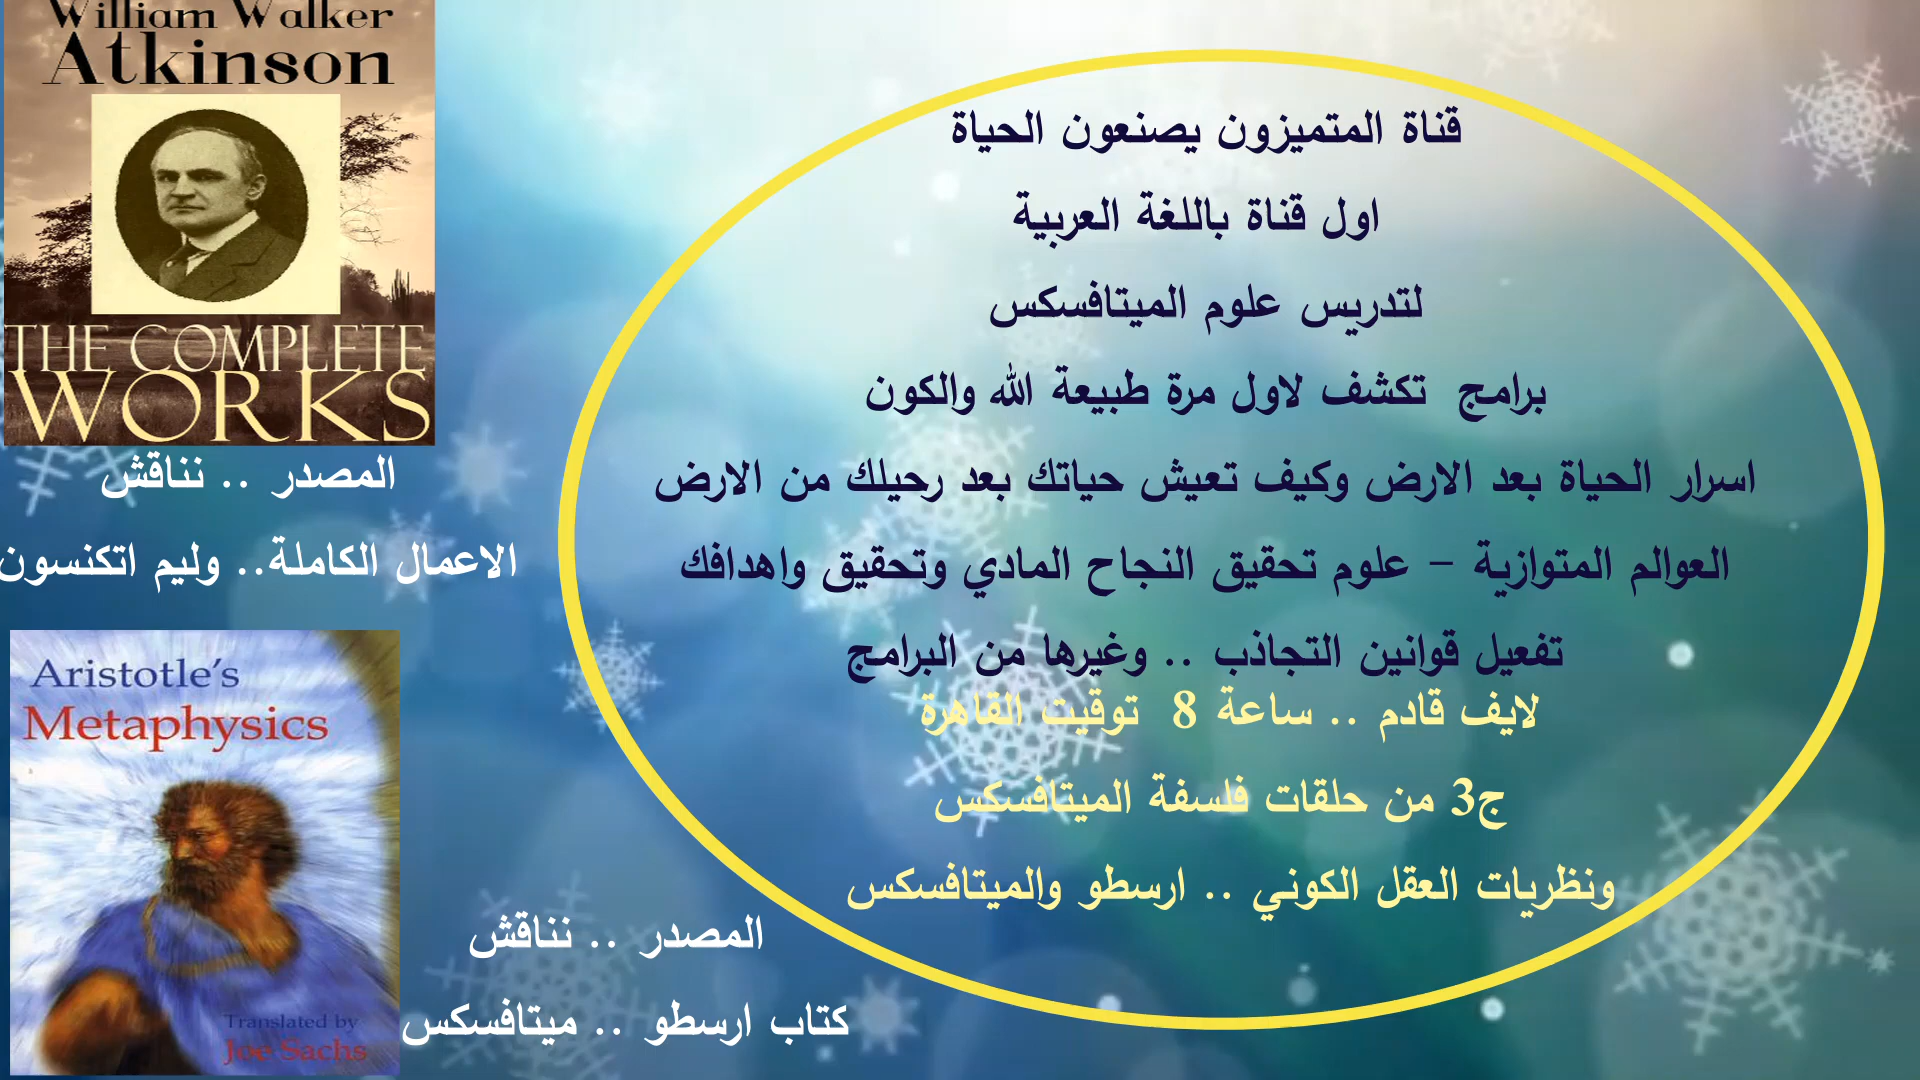 William Walker
Atkinson
THE COMPLETE
WORKS
المصدر .. نناقش
الاعمال الكاملة.. وليم اتكنسون
Aristotle's
Metaphysics
Translated by
Joe Sachs
المصدر .. نناقش
كتاب ارسطو .. ميتافسكس
قناة المتميزون يصنعون الحياة
اول قناة باللغة العربية
لتدريس علوم الميتافسكس
برامج تكشف لاول مرة طبيعة الله والكون
اسرار الحياة بعد الارض وكيف تعيش حياتك بعد رحيلك من الارض
العوالم المتوازية - علوم تحقيق النجاح المادي وتحقيق واهدافك
تفعيل قوانين التجاذب .. وغيرها من البرامج
لايف قادم .. ساعة 8 توقيت القاهرة
ج3 من حلقات فلسفة الميتافسكس
ونظريات العقل الكوني .. ارسطو والميتافسكس